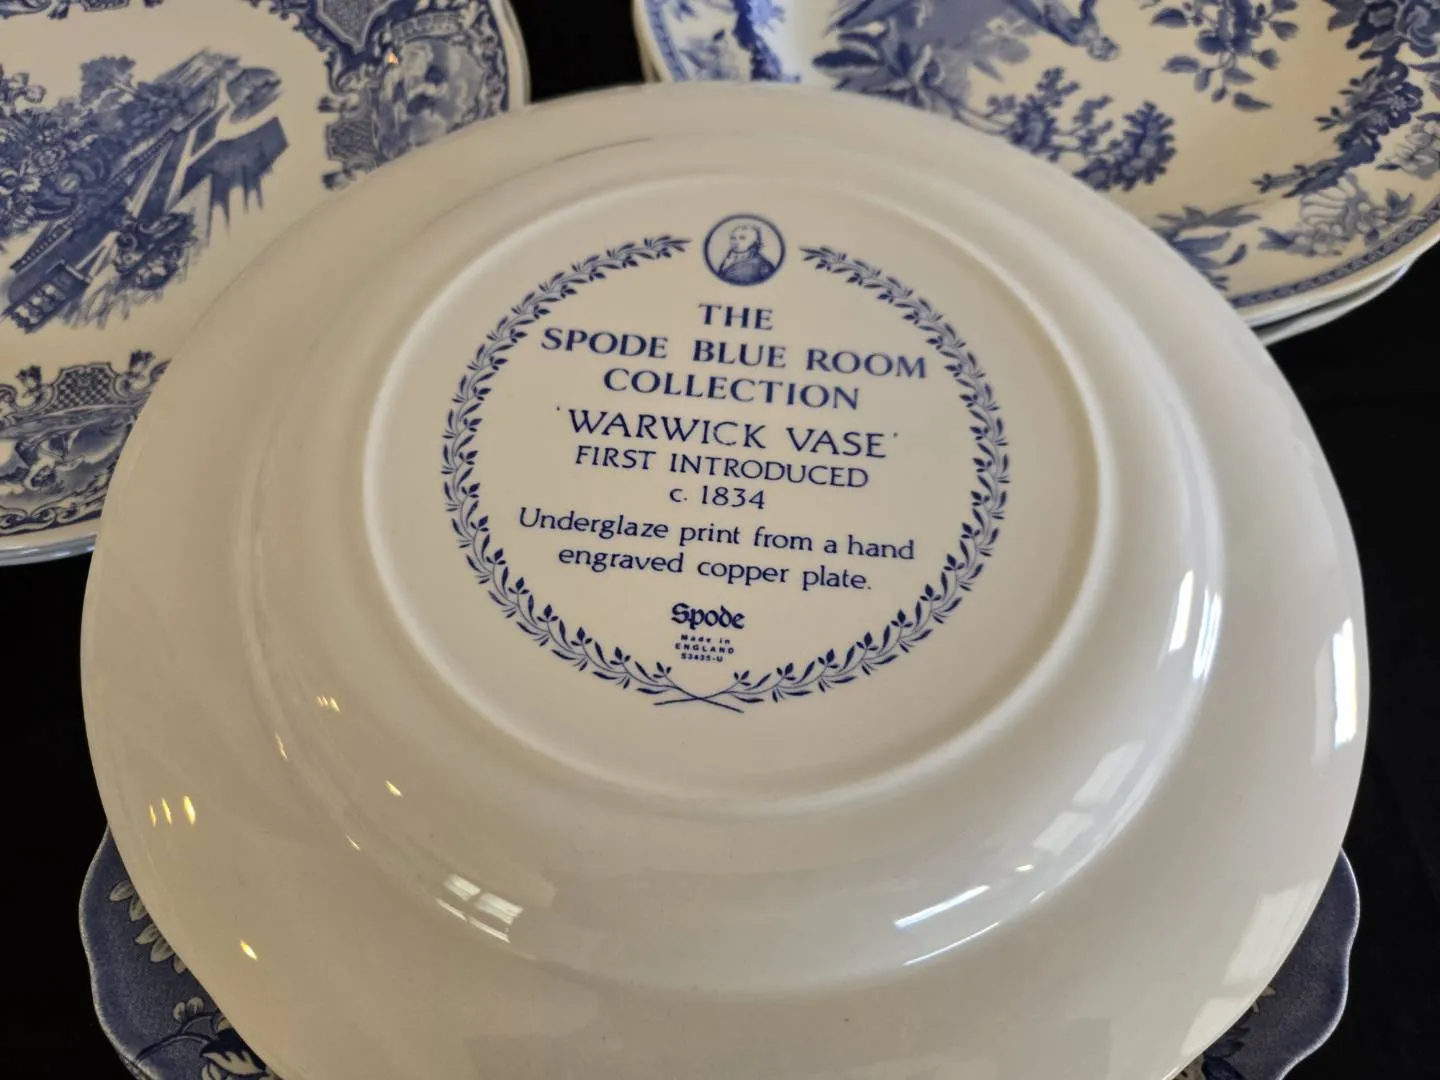 THE
SPODE BLUE ROOM
COLLECTION
'WARWICK VASE'
FIRST INTRODUCED
c. 1834
Underglaze print from a hand
engraved copper plate.
Spode
Made in
ENGLAND
S3435-U